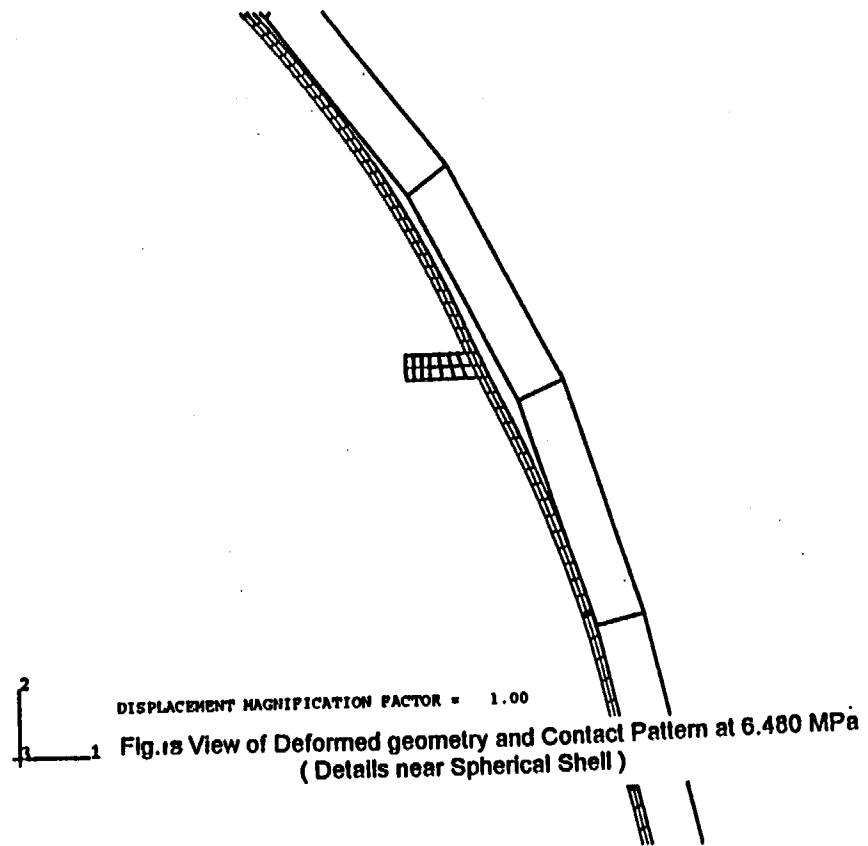 2
DISPLACEMENT MAGNIFICATION FACTOR = 1.00
3 1
Fig.18 View of Deformed geometry and Contact Pattern at 6.480 MPa
( Details near Spherical Shell )